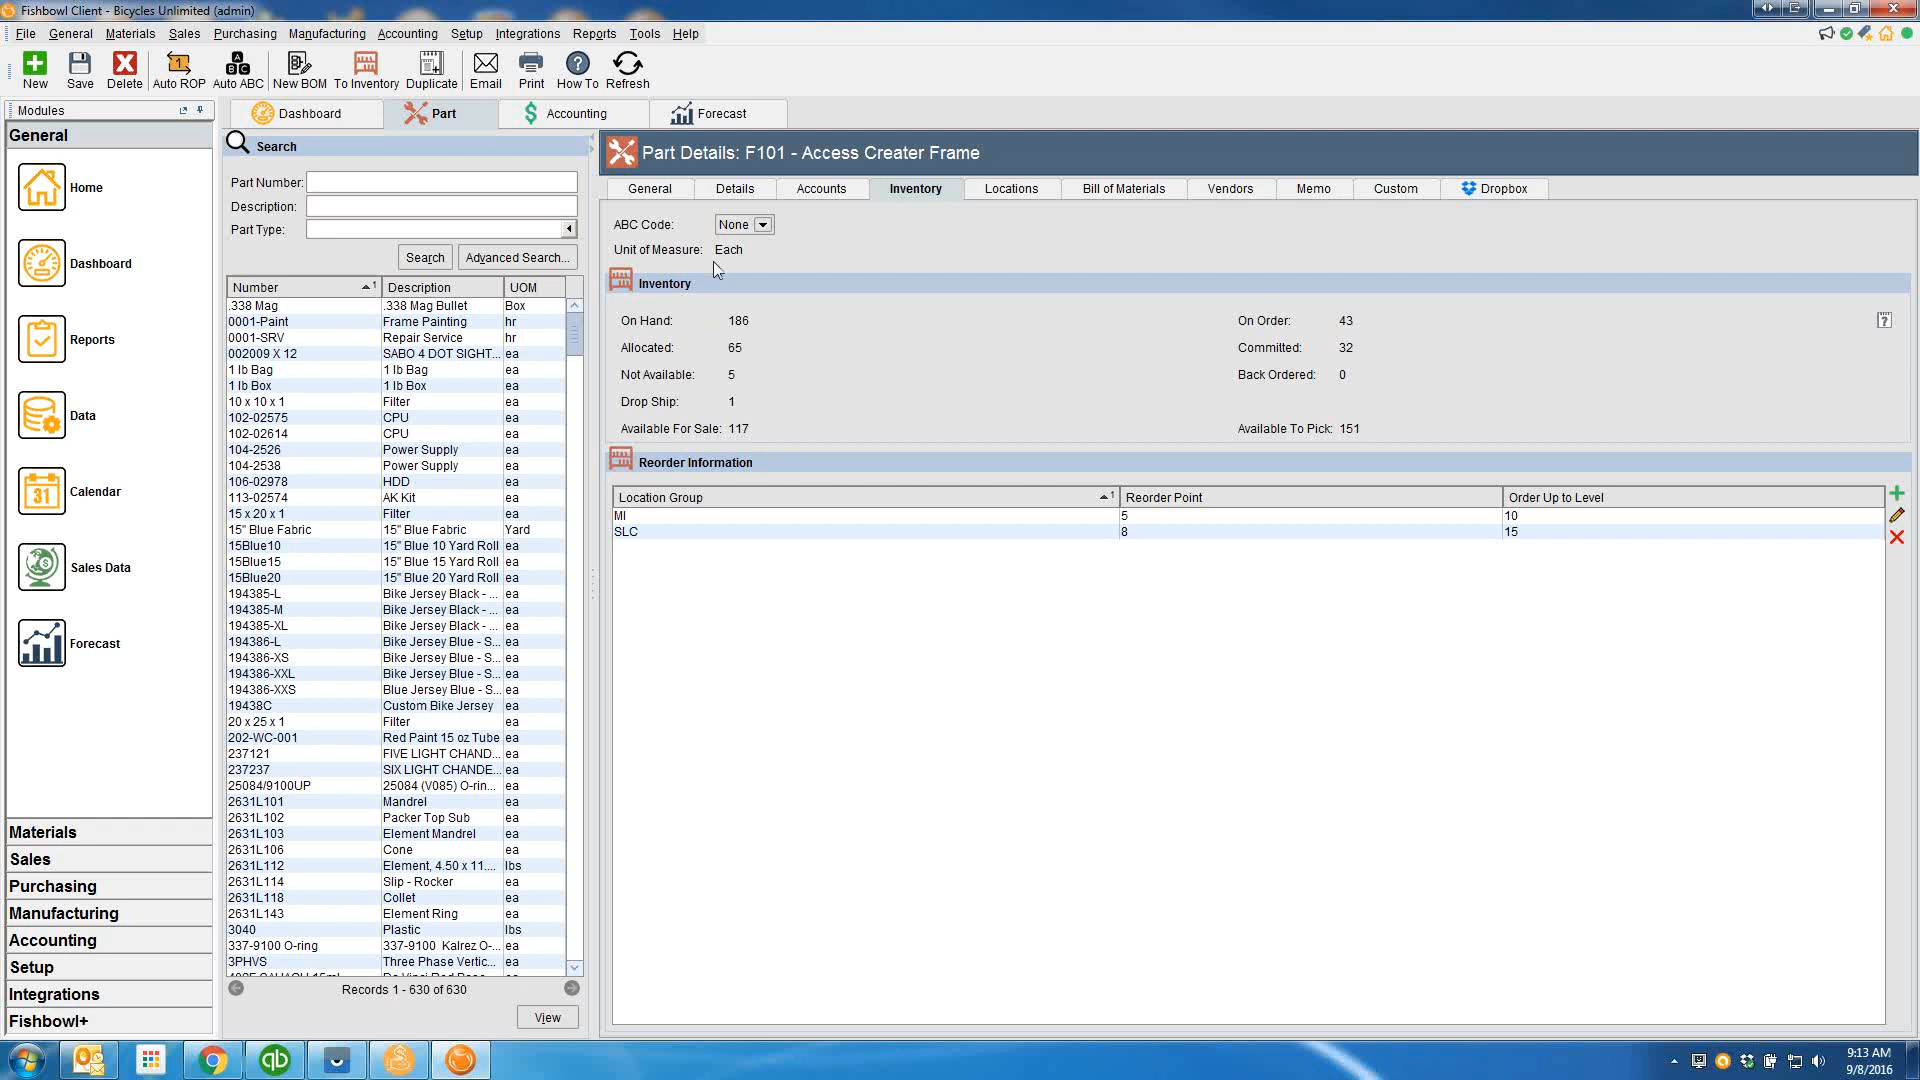 Fishbowl Client - Bicycles Unlimited (admin)
File General Materials Sales Purchasing Manufacturing Accounting Setup Integrations Reports Tools Help
New Save Delete Auto ROP Auto ABC New BOM To Inventory Duplicate Email Print How To Refresh
Modules
General
Home
Dashboard
Reports
Data
31 Calendar
Sales Data
Forecast
Materials
Sales
Purchasing
Manufacturing
Accounting
Setup
Integrations
Fishbowl+
Dashboard Part Accounting Forecast
Search
Part Number:
Description:
Part Type:
Search Advanced Search...
Number 1 Description UOM
.338 Mag .338 Mag Bullet Box
0001-Paint Frame Painting hr
0001-SRV Repair Service hr
002009 X 12 SABO 4 DOT SIGHT... ea
1 lb Bag 1 lb Bag ea
1 lb Box 1 lb Box ea
10 x 10 x 1 Filter ea
102-02575 CPU ea
102-02614 CPU ea
104-2526 Power Supply ea
104-2538 Power Supply ea
106-02978 HDD ea
113-02574 AK Kit ea
15 x 20 x 1 Filter ea
15" Blue Fabric 15" Blue Fabric Yard
15Blue10 15" Blue 10 Yard Roll ea
15Blue15 15" Blue 15 Yard Roll ea
15Blue20 15" Blue 20 Yard Roll ea
194385-L Bike Jersey Black - ... ea
194385-M Bike Jersey Black - ... ea
194385-XL Bike Jersey Black - ... ea
194386-L Bike Jersey Blue - S... ea
194386-XS Bike Jersey Blue - S... ea
194386-XXL Bike Jersey Blue - S... ea
194386-XXS Blue Jersey Blue - S... ea
19438C Custom Bike Jersey ea
20 x 25 x 1 Filter ea
202-WC-001 Red Paint 15 oz Tube ea
237121 FIVE LIGHT CHAND... ea
237237 SIX LIGHT CHANDE... ea
25084/9100UP 25084 (V085) O-rin... ea
2631L101 Mandrel ea
2631L102 Packer Top Sub ea
2631L103 Element Mandrel ea
2631L106 Cone ea
2631L112 Element, 4.50 x 11.... lbs
2631L114 Slip - Rocker ea
2631L118 Collet ea
2631L143 Element Ring ea
3040 Plastic lbs
337-9100 O-ring 337-9100 Kalrez O-... ea
3PHVS Three Phase Vertic... ea
Records 1 - 630 of 630
View
Part Details: F101 - Access Creater Frame
General Details Accounts Inventory Locations Bill of Materials Vendors Memo Custom Dropbox
ABC Code: None
Unit of Measure: Each
Inventory
On Hand: 186 On Order: 43
Allocated: 65 Committed: 32
Not Available: 5 Back Ordered: 0
Drop Ship: 1
Available For Sale: 117 Available To Pick: 151
Reorder Information
Location Group 1 Reorder Point Order Up to Level
MI 5 10
SLC 8 15
9:13 AM
9/8/2016